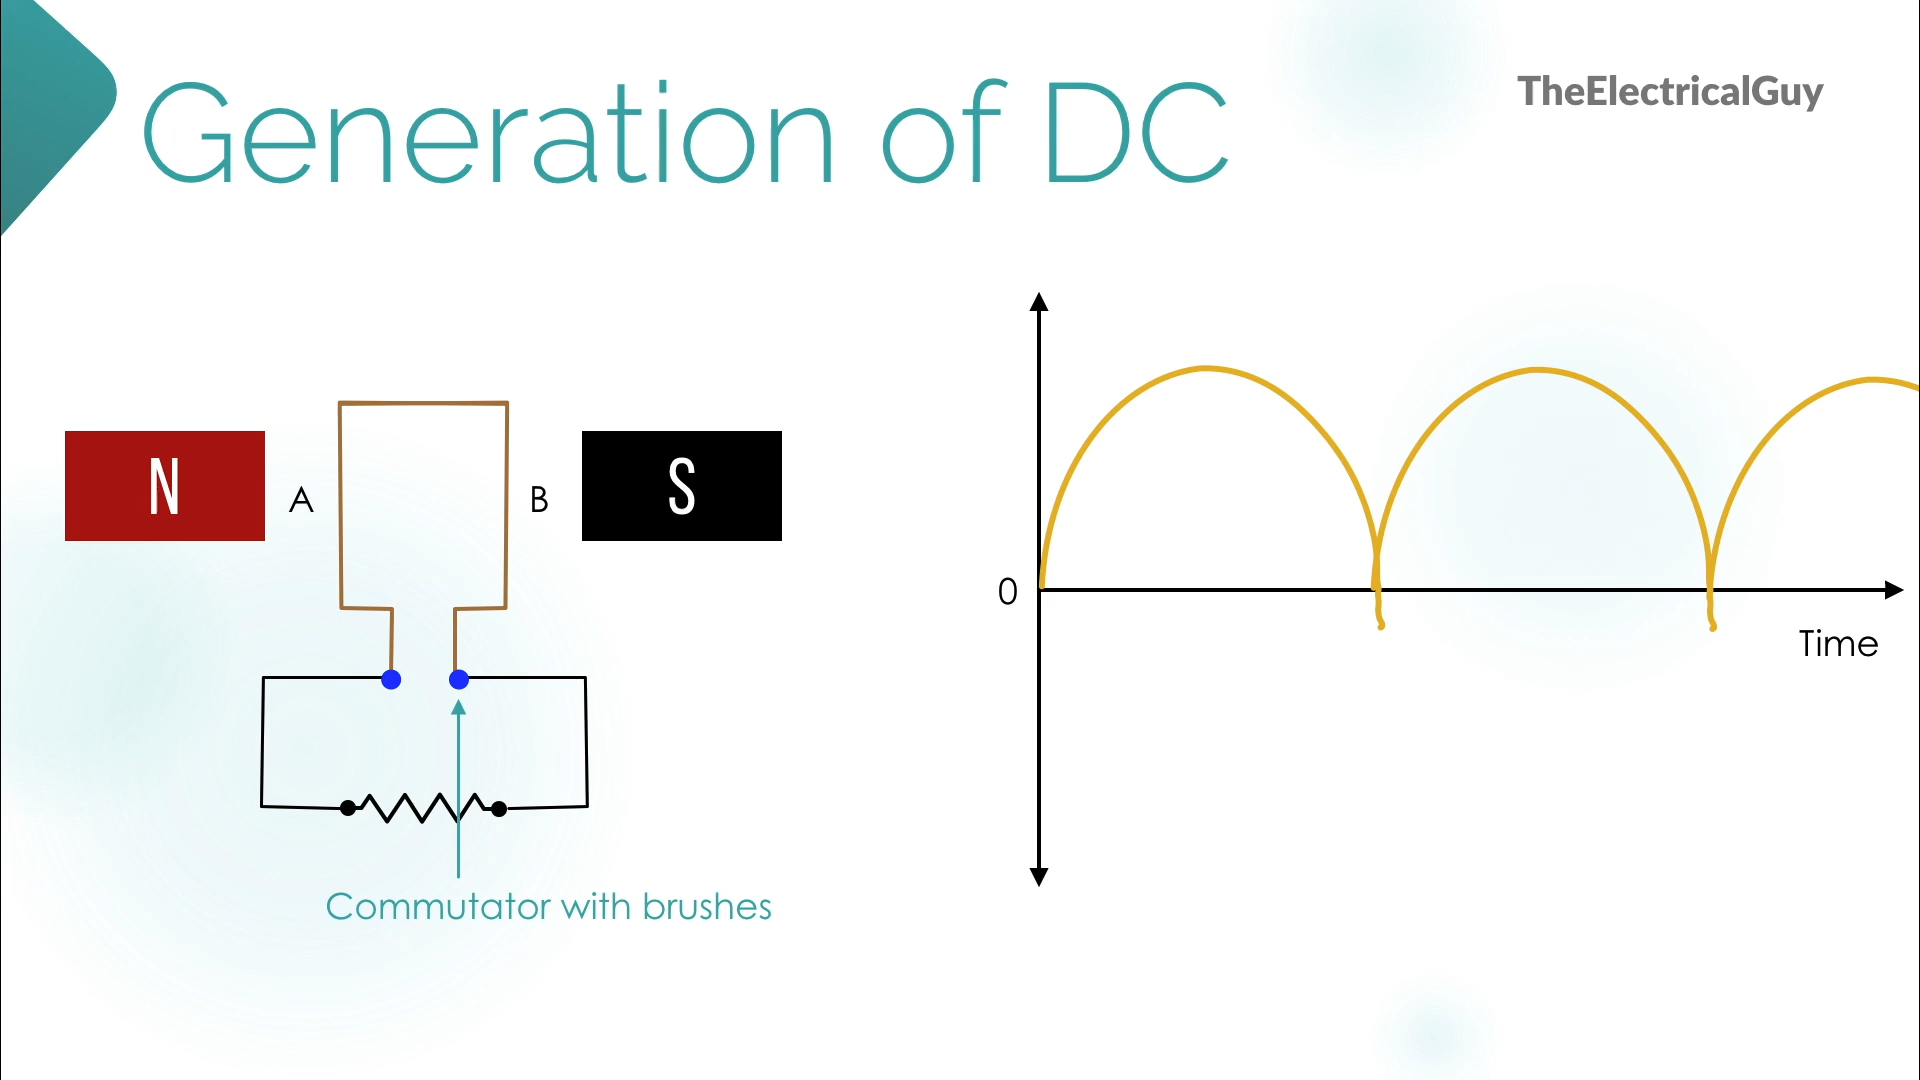 Generation of DC
TheElectricalGuy
N
A
B
S
0
Time
Commutator with brushes